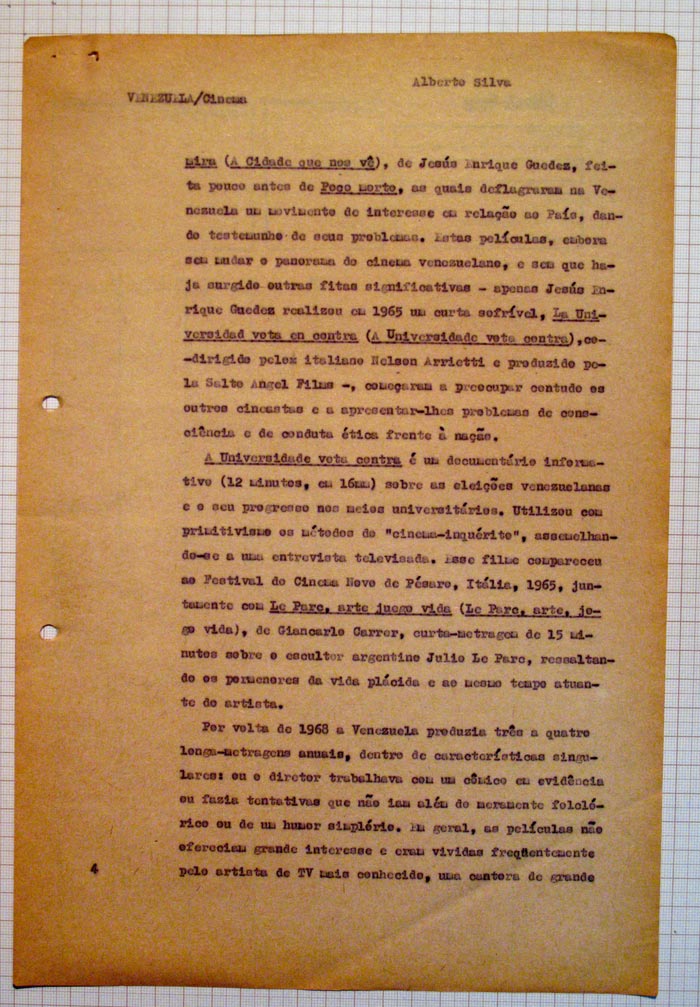 Alberto Silva
VENEZUELA/Cinema
mira (A Cidade que nos vê), de Jesús Enrique Guedez, fei-
ta pouco antes de Poço morto, as quais deflagraram na Ve-
nezuela um movimento de interesse em relação ao País, dan-
do testemunho de seus problemas. Estas películas, embora
sem mudar o panorama do cinema venezuelano, e sem que ha-
ja surgido outras fitas significativas - apenas Jesús En-
rique Guedez realizou em 1965 um curta sofrível, La Uni-
versidad vota en contra (A Universidade vota contra), co-
-dirigido pelox italiano Nelson Arrietti e produzido pe-
la Salto Angel Films -, começaram a preocupar contudo os
outros cineastas e a apresentar-lhes problemas de cons-
ciência e de conduta ética frente à nação.
A Universidade vota contra é um documentário informa-
tivo (12 minutos, em 16mm) sobre as eleições venezuelanas
e o seu progresso nos meios universitários. Utilizou com
primitivismo os métodos do "cinema-inquérito", assemelhan-
do-se a uma entrevista televisada. Esse filme compareceu
ao Festival do Cinema Novo de Pésaro, Itália, 1965, jun-
tamente com Le Parc, arte juego vida (Le Parc, arte, jo-
go vida), de Giancarlo Carrer, curta-metragem de 15 mi-
nutos sobre o escultor argentino Julio Le Parc, ressaltan-
do os pormenores da vida plácida e ao mesmo tempo atuan-
te do artista.
Por volta de 1968 a Venezuela produzia três a quatro
longa-metragens anuais, dentro de características singu-
lares: ou o diretor trabalhava com um cômico em evidência
ou fazia tentativas que não iam além do meramente folcló-
rico ou de um humor simplório. Em geral, as películas não
ofereciam grande interesse e eram vividas freqüentemente
pelo artista de TV mais conhecido, uma cantora de grande
4